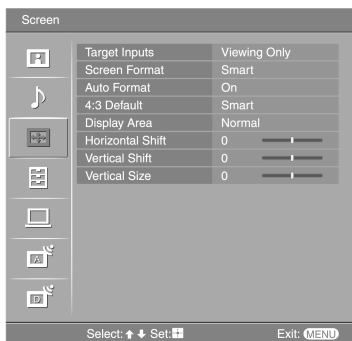 Screen
Target Inputs Viewing Only
Screen Format Smart
Auto Format On
4:3 Default Smart
Display Area Normal
Horizontal Shift 0
Vertical Shift 0
Vertical Size 0
A
D
Select: Set: Exit: MENU